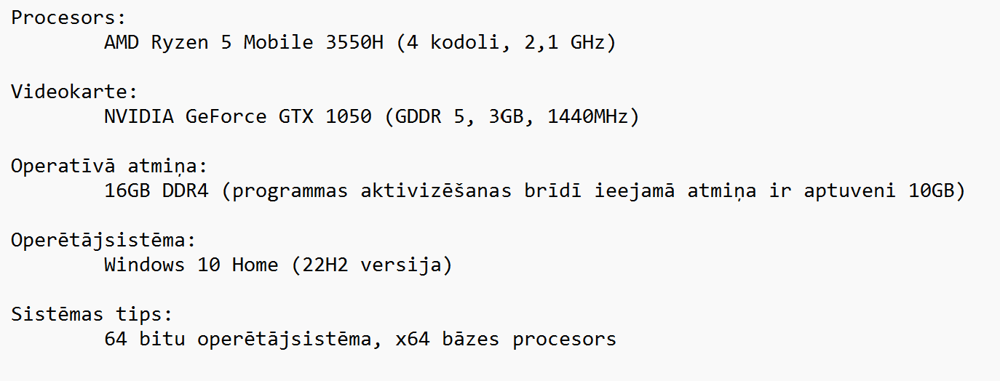 Procesors:
AMD Ryzen 5 Mobile 3550H (4 kodoli, 2,1 GHz)
Videokarte:
NVIDIA GeForce GTX 1050 (GDDR 5, 3GB, 1440MHz)
Operatīvā atmiņa:
16GB DDR4 (programmas aktivizēšanas brīdī ieejamā atmiņa ir aptuveni 10GB)
Operētājsistēma:
Windows 10 Home (22H2 versija)
Sistēmas tips:
64 bitu operētājsistēma, x64 bāzes procesors